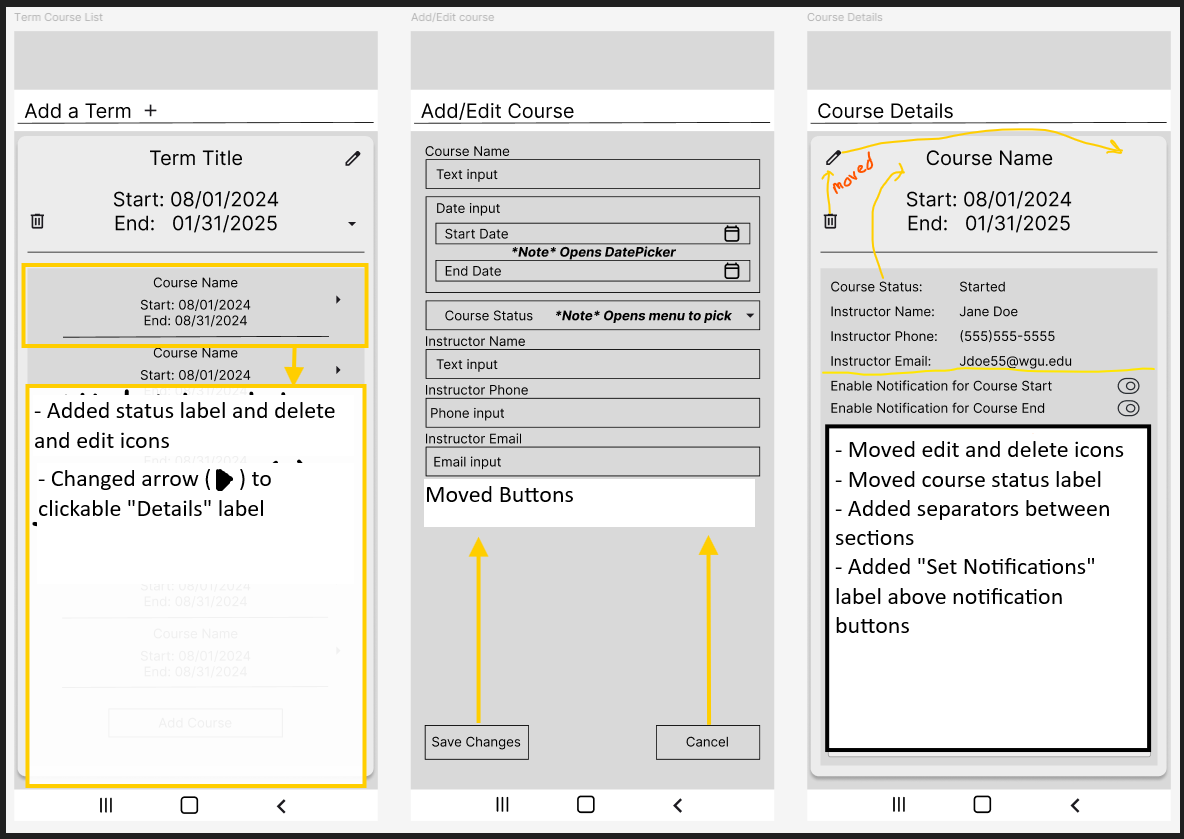 Term Course List
Add a Term +
Term Title
Start: 08/01/2024
End: 01/31/2025
Course Name
Start: 08/01/2024
End: 08/31/2024
Course Name
Start: 08/01/2024
- Added status label and delete
and edit icons
- Changed arrow ( ) to
clickable "Details" label
Start: 08/01/2024
End: 08/31/2024
Course Name
Start: 08/01/2024
End: 08/31/2024
Add Course
Add/Edit course
Add/Edit Course
Course Name
Text input
Date input
Start Date
*Note* Opens DatePicker
End Date
Course Status *Note* Opens menu to pick
Instructor Name
Text input
Instructor Phone
Phone input
Instructor Email
Email input
Moved Buttons
Save Changes Cancel
Course Details
Course Details
moved
Course Name
Start: 08/01/2024
End: 01/31/2025
Course Status: Started
Instructor Name: Jane Doe
Instructor Phone: (555)555-5555
Instructor Email: Jdoe55@wgu.edu
Enable Notification for Course Start
Enable Notification for Course End
- Moved edit and delete icons
- Moved course status label
- Added separators between
sections
- Added "Set Notifications"
label above notification
buttons